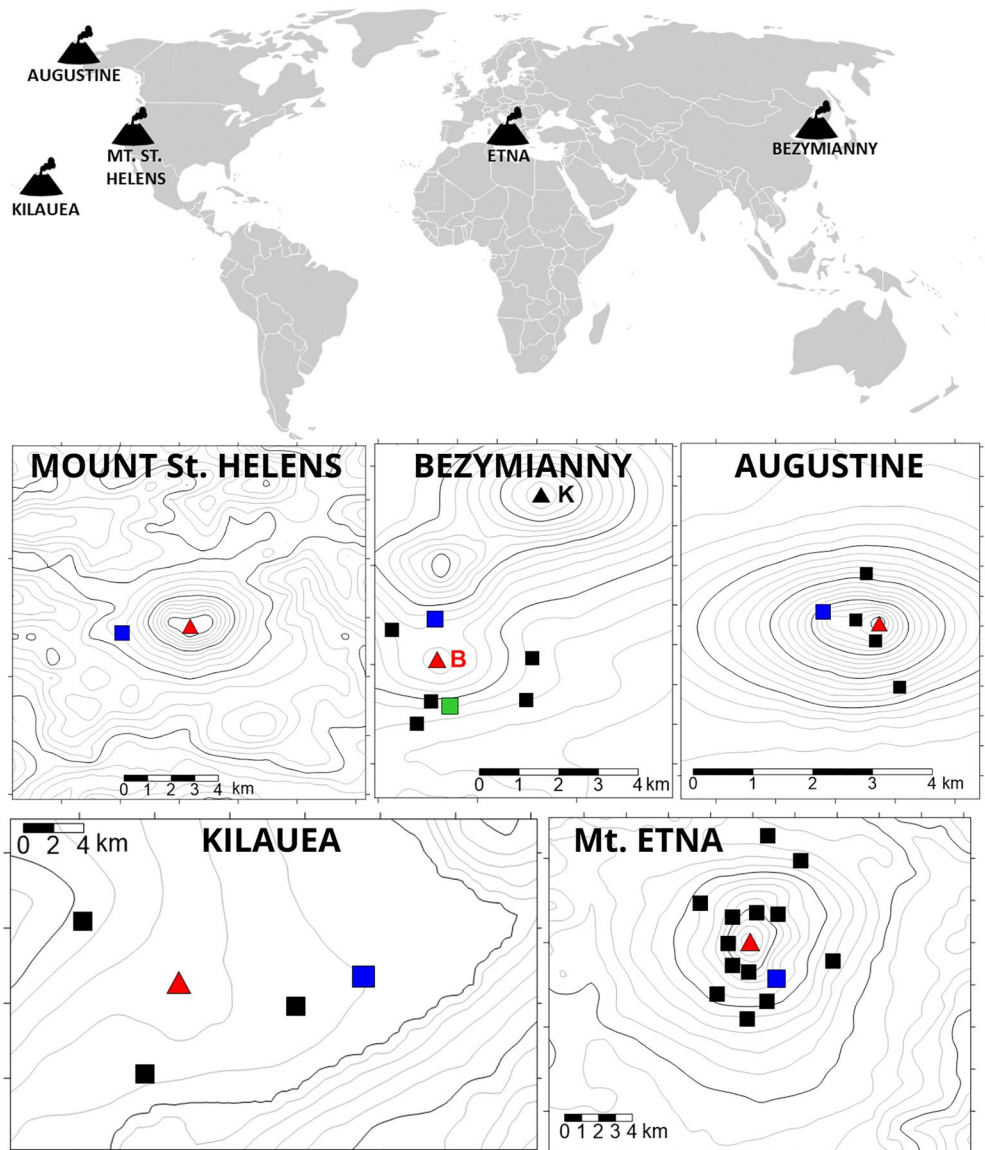 AUGUSTINE
MT. ST.
HELENS
KILAUEA
ETNA
BEZYMIANNY
MOUNT St. HELENS
0 1 2 3 4 km
BEZYMIANNY
K
B
0 1 2 3 4 km
AUGUSTINE
0 1 2 3 4 km
KILAUEA
0 2 4 km
Mt. ETNA
0 1 2 3 4 km